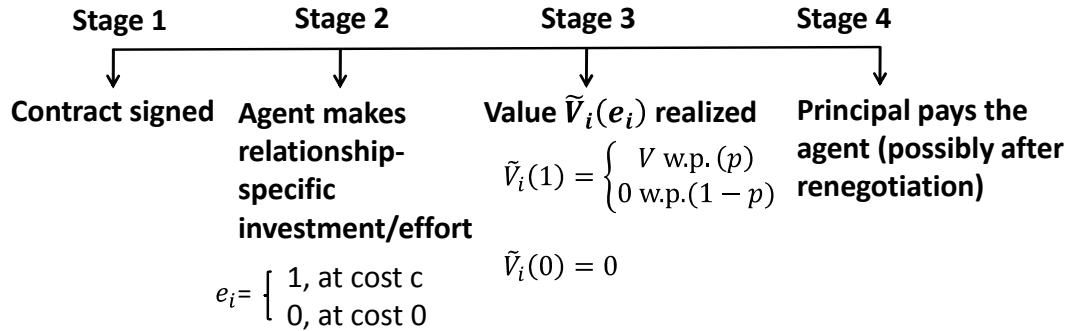 Stage 1 Stage 2 Stage 3 Stage 4
Contract signed
Agent makes
relationship-
specific
investment/effort
e_i= { 1, at cost c
0, at cost 0
Value Ṽ_i(e_i) realized
Ṽ_i(1) = { V w.p. (p)
0 w.p.(1 − p)
Ṽ_i(0) = 0
Principal pays the
agent (possibly after
renegotiation)